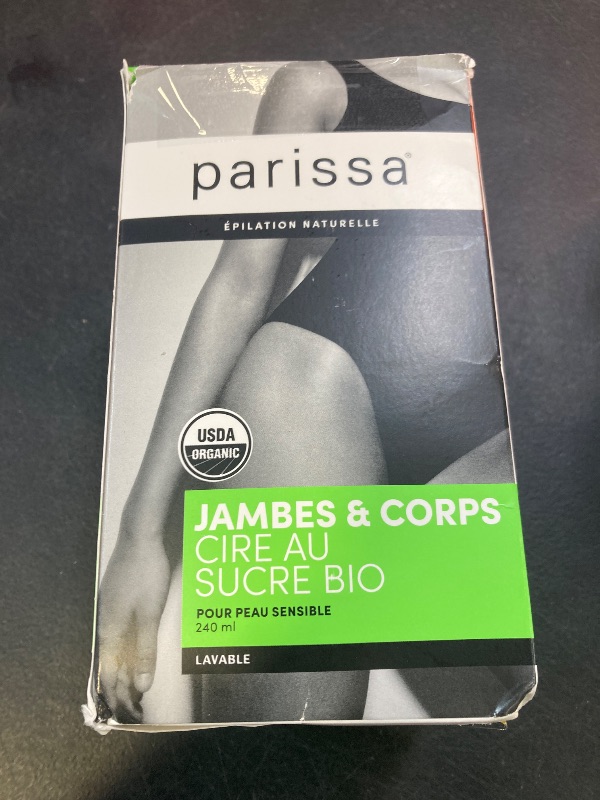 parissa®
ÉPILATION NATURELLE
USDA
ORGANIC
JAMBES & CORPS
CIRE AU
SUCRE BIO
POUR PEAU SENSIBLE
240 ml
LAVABLE